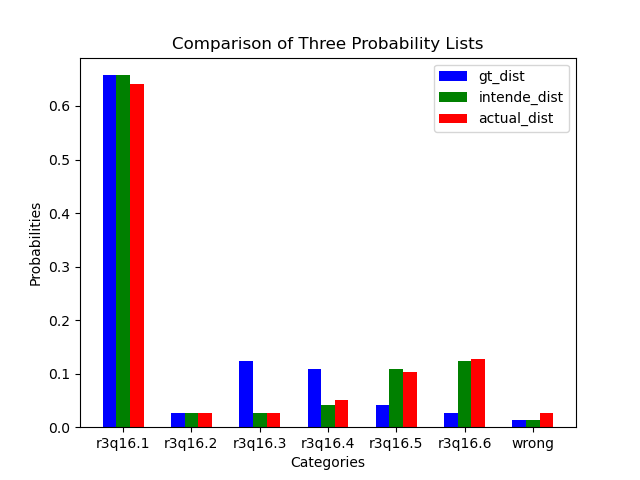 Comparison of Three Probability Lists
gt_dist
intende_dist
actual_dist
Probabilities
0.6
0.5
0.4
0.3
0.2
0.1
0.0
r3q16.1 r3q16.2 r3q16.3 r3q16.4 r3q16.5 r3q16.6 wrong
Categories